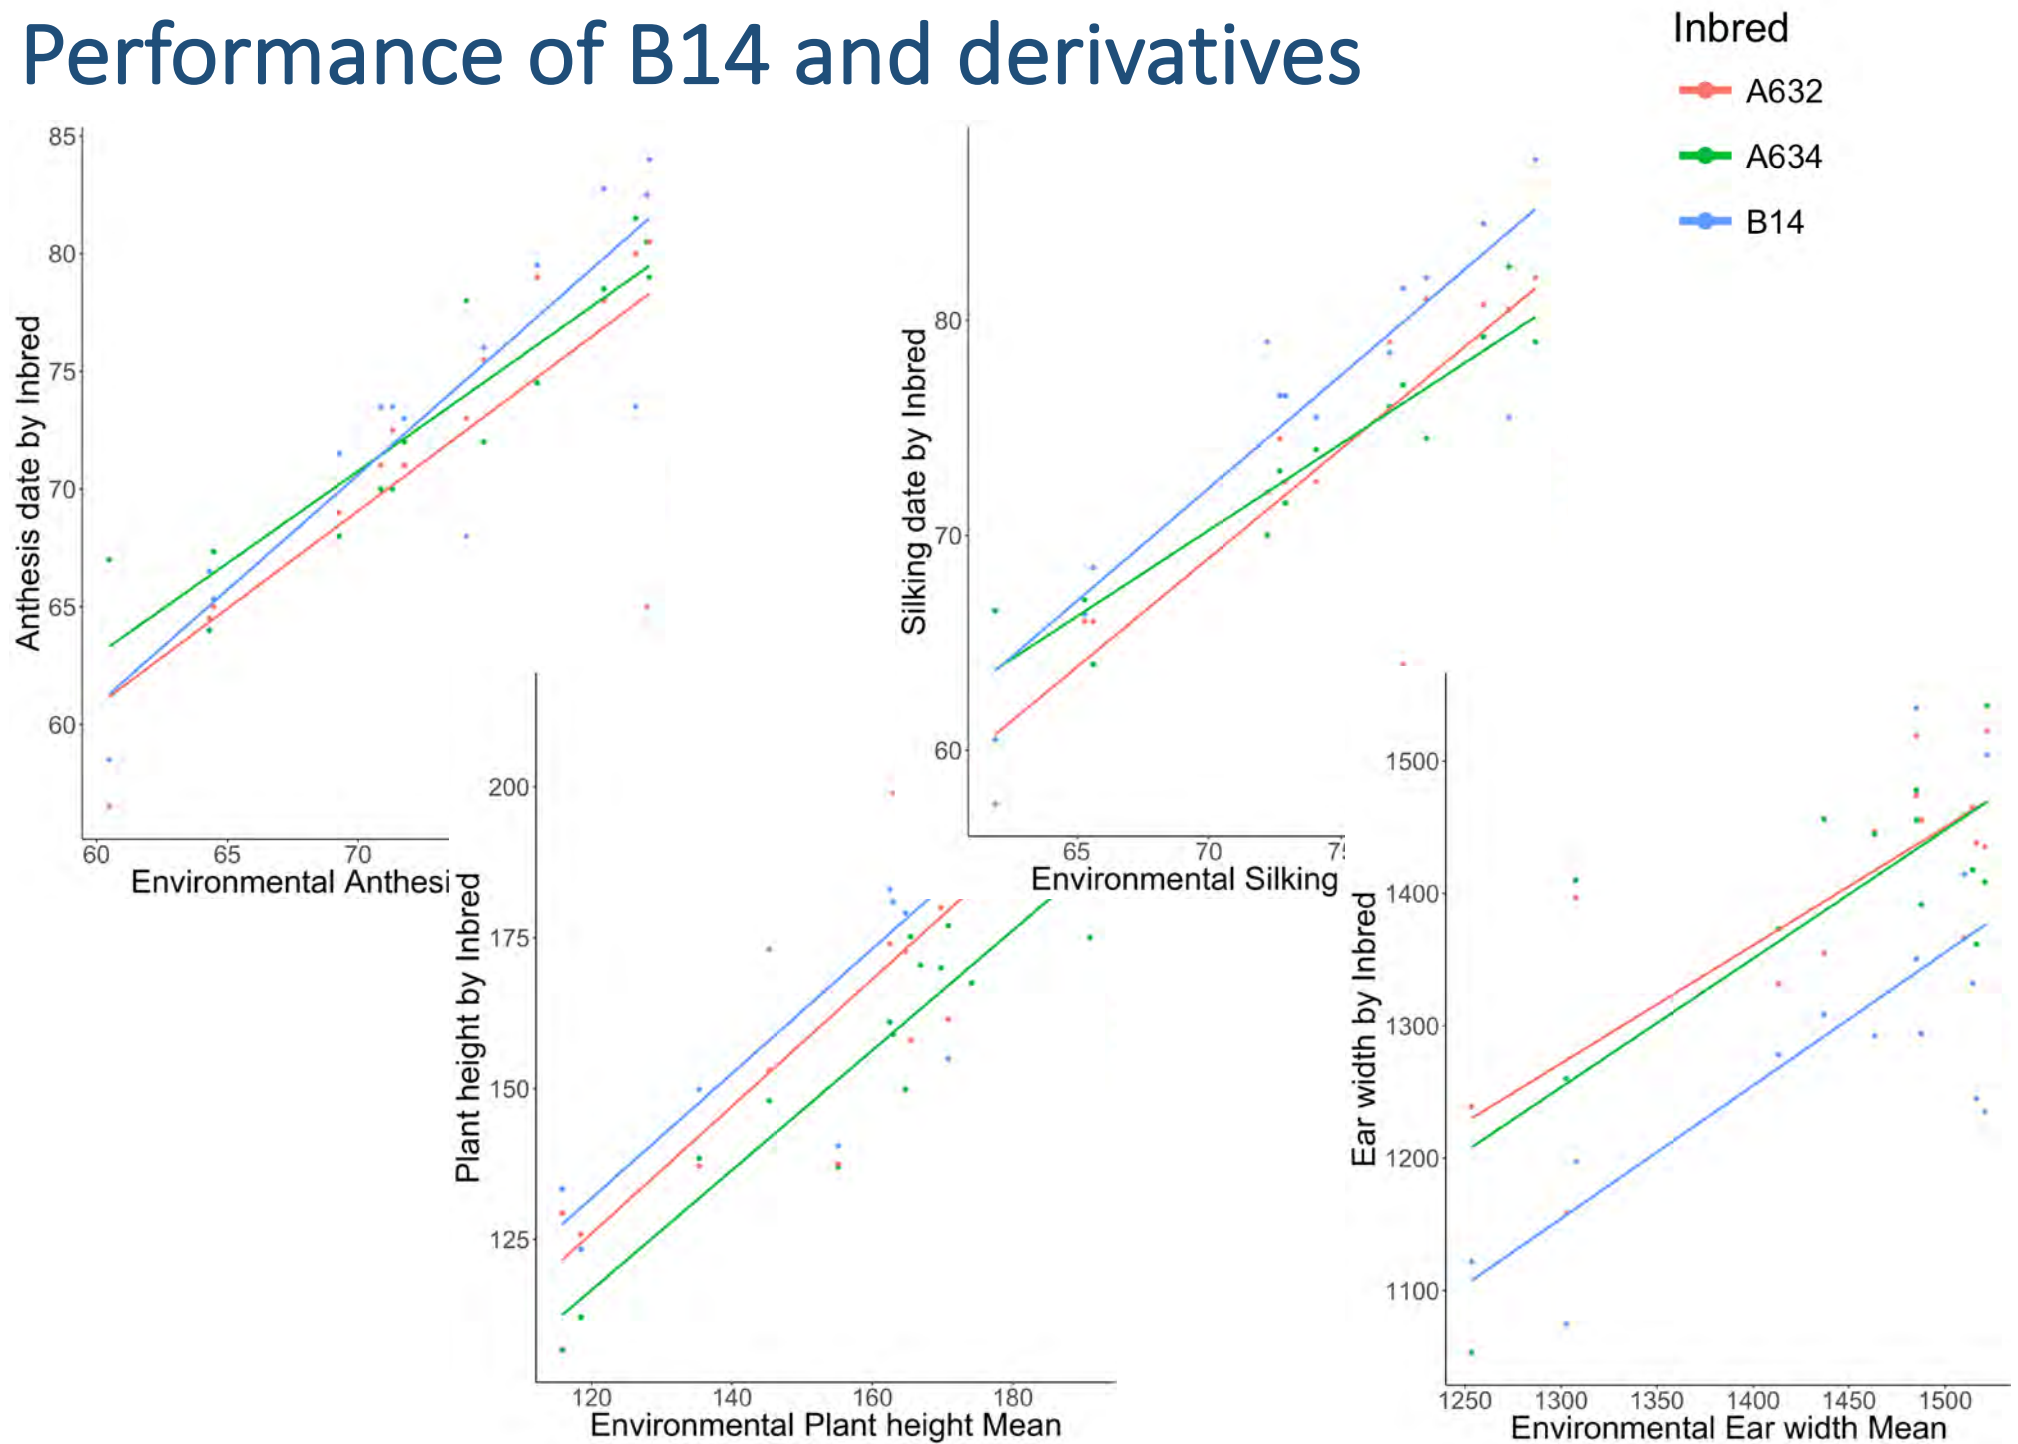 Performance of B14 and derivatives
Inbred
A632
A634
B14
Anthesis date by Inbred
85
80
75
70
65
60
60 65 70
Environmental Anthesi
Silking date by Inbred
80
70
60
65 70 75
Environmental Silking
Plant height by Inbred
200
175
150
125
120 140 160 180
Environmental Plant height Mean
Ear width by Inbred
1500
1400
1300
1200
1100
1250 1300 1350 1400 1450 1500
Environmental Ear width Mean